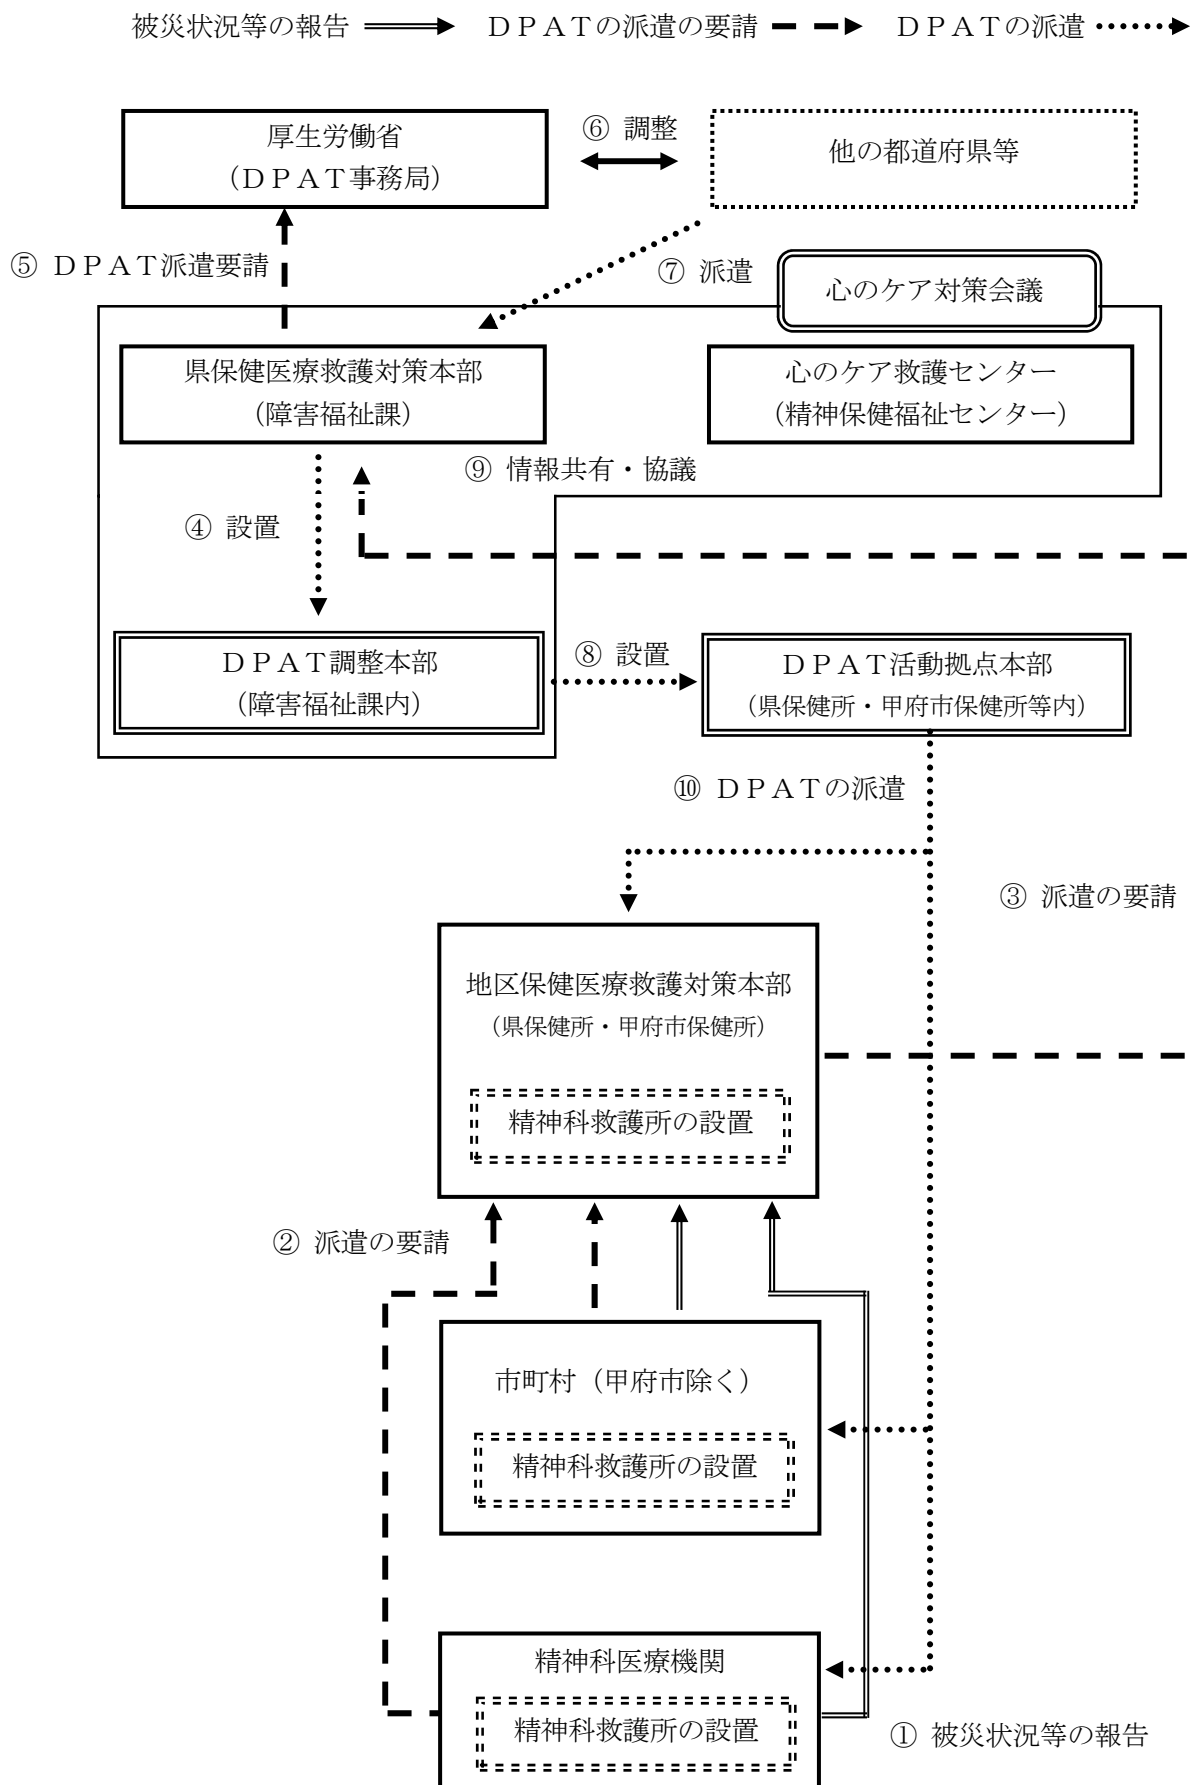 被災状況等の報告
ＤＰＡＴの派遣の要請
ＤＰＡＴの派遣
厚生労働省
（ＤＰＡＴ事務局）
⑥ 調整
他の都道府県等
⑤ ＤＰＡＴ派遣要請
⑦ 派遣
心のケア対策会議
県保健医療救護対策本部
（障害福祉課）
心のケア救護センター
（精神保健福祉センター）
⑨ 情報共有・協議
④ 設置
ＤＰＡＴ調整本部
（障害福祉課内）
⑧ 設置
ＤＰＡＴ活動拠点本部
（県保健所・甲府市保健所等内）
⑩ ＤＰＡＴの派遣
③ 派遣の要請
地区保健医療救護対策本部
（県保健所・甲府市保健所）
精神科救護所の設置
② 派遣の要請
市町村（甲府市除く）
精神科救護所の設置
精神科医療機関
精神科救護所の設置
① 被災状況等の報告